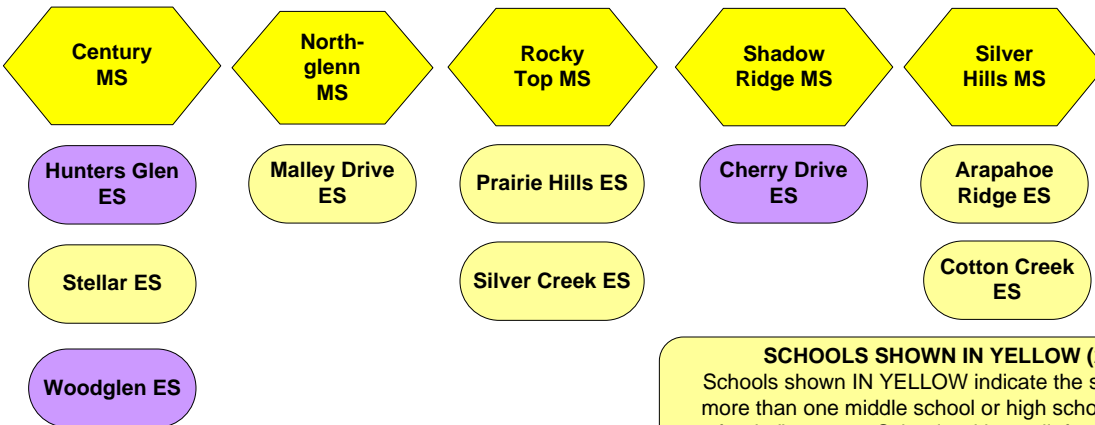 Century
MS
North-
glenn
MS
Rocky
Top MS
Shadow
Ridge MS
Silver
Hills MS
Hunters Glen
ES
Malley Drive
ES
Prairie Hills ES
Cherry Drive
ES
Arapahoe
Ridge ES
Stellar ES
Silver Creek ES
Cotton Creek
ES
Woodglen ES
SCHOOLS SHOWN IN YELLOW (
Schools shown IN YELLOW indicate the
more than one middle school or high